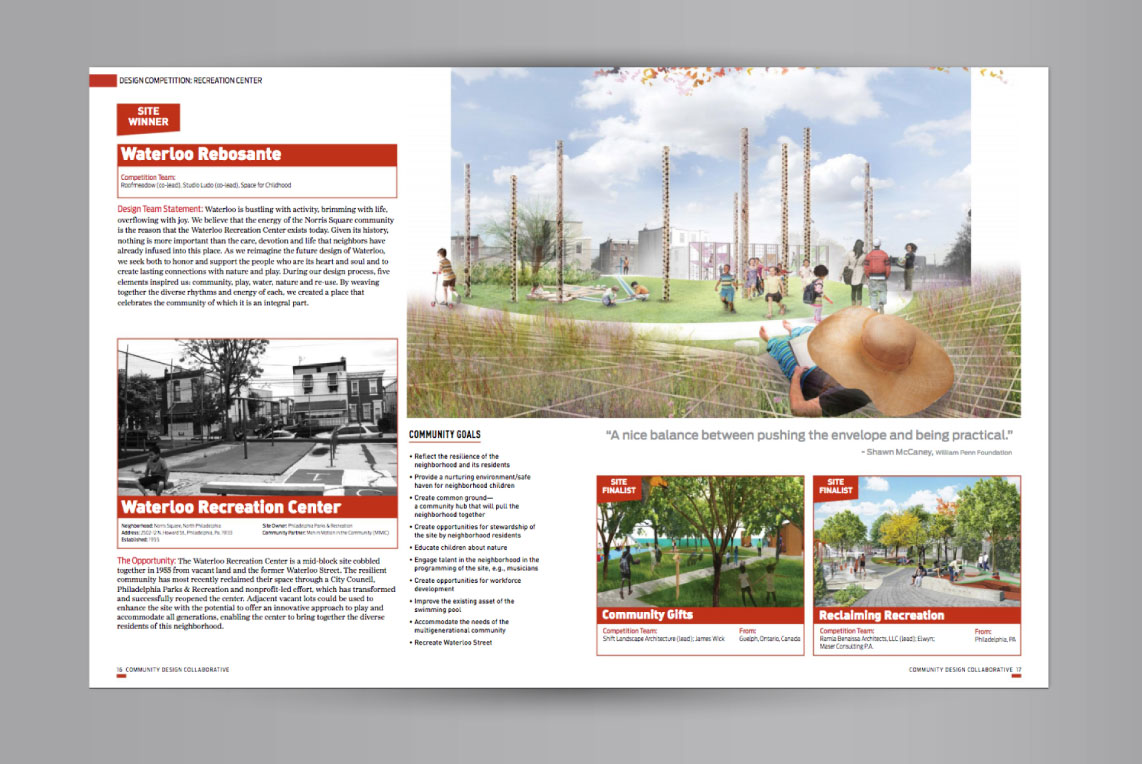 DESIGN COMPETITION: RECREATION CENTER
SITE
WINNER
Waterloo Rebosante
Competition Team:
Roofmeadow (co-lead), Studio Ludo (co-lead), Space for Childhood
Design Team Statement: Waterloo is bustling with activity, brimming with life,
overflowing with joy. We believe that the energy of the Norris Square community
is the reason that the Waterloo Recreation Center exists today. Given its history,
nothing is more important than the care, devotion and life that neighbors have
already infused into this place. As we reimagine the future design of Waterloo,
we seek both to honor and support the people who are its heart and soul and to
create lasting connections with nature and play. During our design process, five
elements inspired us: community, play, water, nature and re-use. By weaving
together the diverse rhythms and energy of each, we created a place that
celebrates the community of which it is an integral part.
Waterloo Recreation Center
Neighborhood: Norris Square, North Philadelphia
Address: 2502-12 N. Howard St., Philadelphia, Pa. 19133
Established: 1955
Site Owner: Philadelphia Parks & Recreation
Community Partner: Men in Motion in the Community (MIMIC)
The Opportunity: The Waterloo Recreation Center is a mid-block site cobbled
together in 1955 from vacant land and the former Waterloo Street. The resilient
community has most recently reclaimed their space through a City Council,
Philadelphia Parks & Recreation and nonprofit-led effort, which has transformed
and successfully reopened the center. Adjacent vacant lots could be used to
enhance the site with the potential to offer an innovative approach to play and
accommodate all generations, enabling the center to bring together the diverse
residents of this neighborhood.
16 COMMUNITY DESIGN COLLABORATIVE
COMMUNITY GOALS
• Reflect the resilience of the
neighborhood and its residents
• Provide a nurturing environment/safe
haven for neighborhood children
• Create common ground—
a community hub that will pull the
neighborhood together
• Create opportunities for stewardship of
the site by neighborhood residents
• Educate children about nature
• Engage talent in the neighborhood in the
programming of the site, e.g., musicians
• Create opportunities for workforce
development
• Improve the existing asset of the
swimming pool
• Accommodate the needs of the
multigenerational community
• Recreate Waterloo Street
“A nice balance between pushing the envelope and being practical.”
- Shawn McCaney, William Penn Foundation
SITE
FINALIST
Community Gifts
Competition Team:
Shift Landscape Architecture (lead); James Wick
From:
Guelph, Ontario, Canada
SITE
FINALIST
Reclaiming Recreation
Competition Team:
Ramla Benaissa Architects, LLC (lead); Elwyn;
Maser Consulting P.A.
From:
Philadelphia, PA
COMMUNITY DESIGN COLLABORATIVE 17